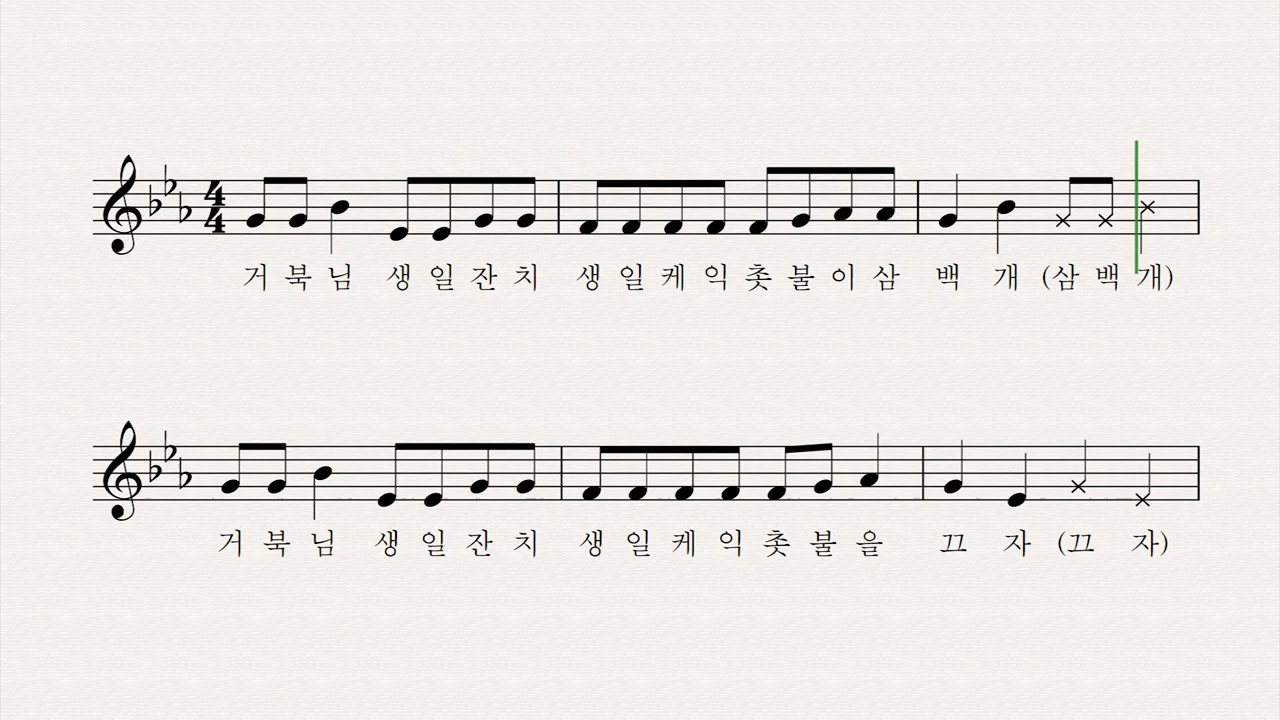 거 북 님 생 일 잔 치 생 일 케 익 촛 불 이 삼 백 개 (삼 백 개)
거 북 님 생 일 잔 치 생 일 케 익 촛 불 을 끄 자 (끄 자)